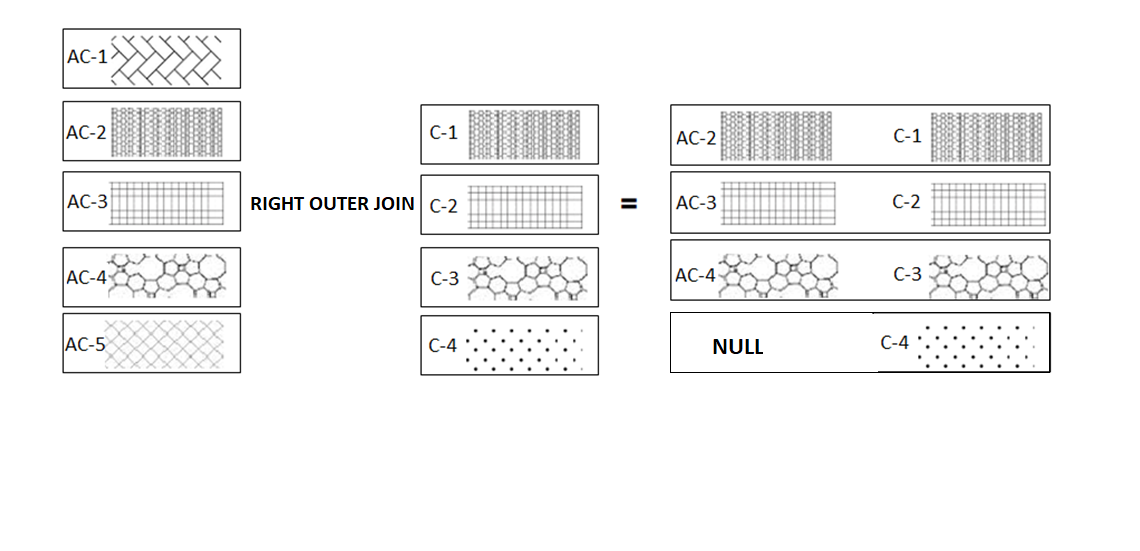 AC-1
AC-2
AC-3
AC-4
AC-5
RIGHT OUTER JOIN
C-1
C-2
C-3
C-4
=
AC-2 C-1
AC-3 C-2
AC-4 C-3
NULL C-4